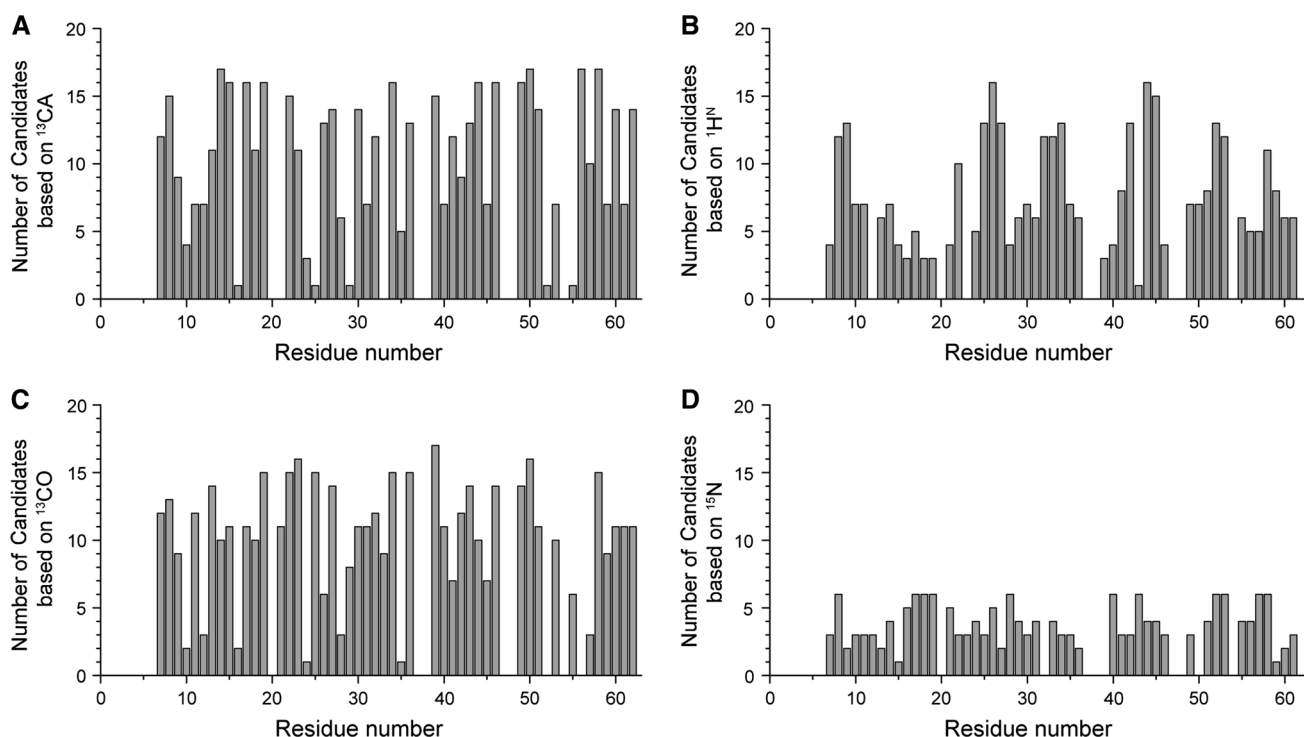 A
Number of Candidates
based on ¹³CA
20
15
10
5
0
0 10 20 30 40 50 60
Residue number
B
Number of Candidates
based on ¹Hᴺ
20
15
10
5
0
0 10 20 30 40 50 60
Residue number
C
Number of Candidates
based on ¹³CO
20
15
10
5
0
0 10 20 30 40 50 60
Residue number
D
Number of Candidates
based on ¹⁵N
20
15
10
5
0
0 10 20 30 40 50 60
Residue number